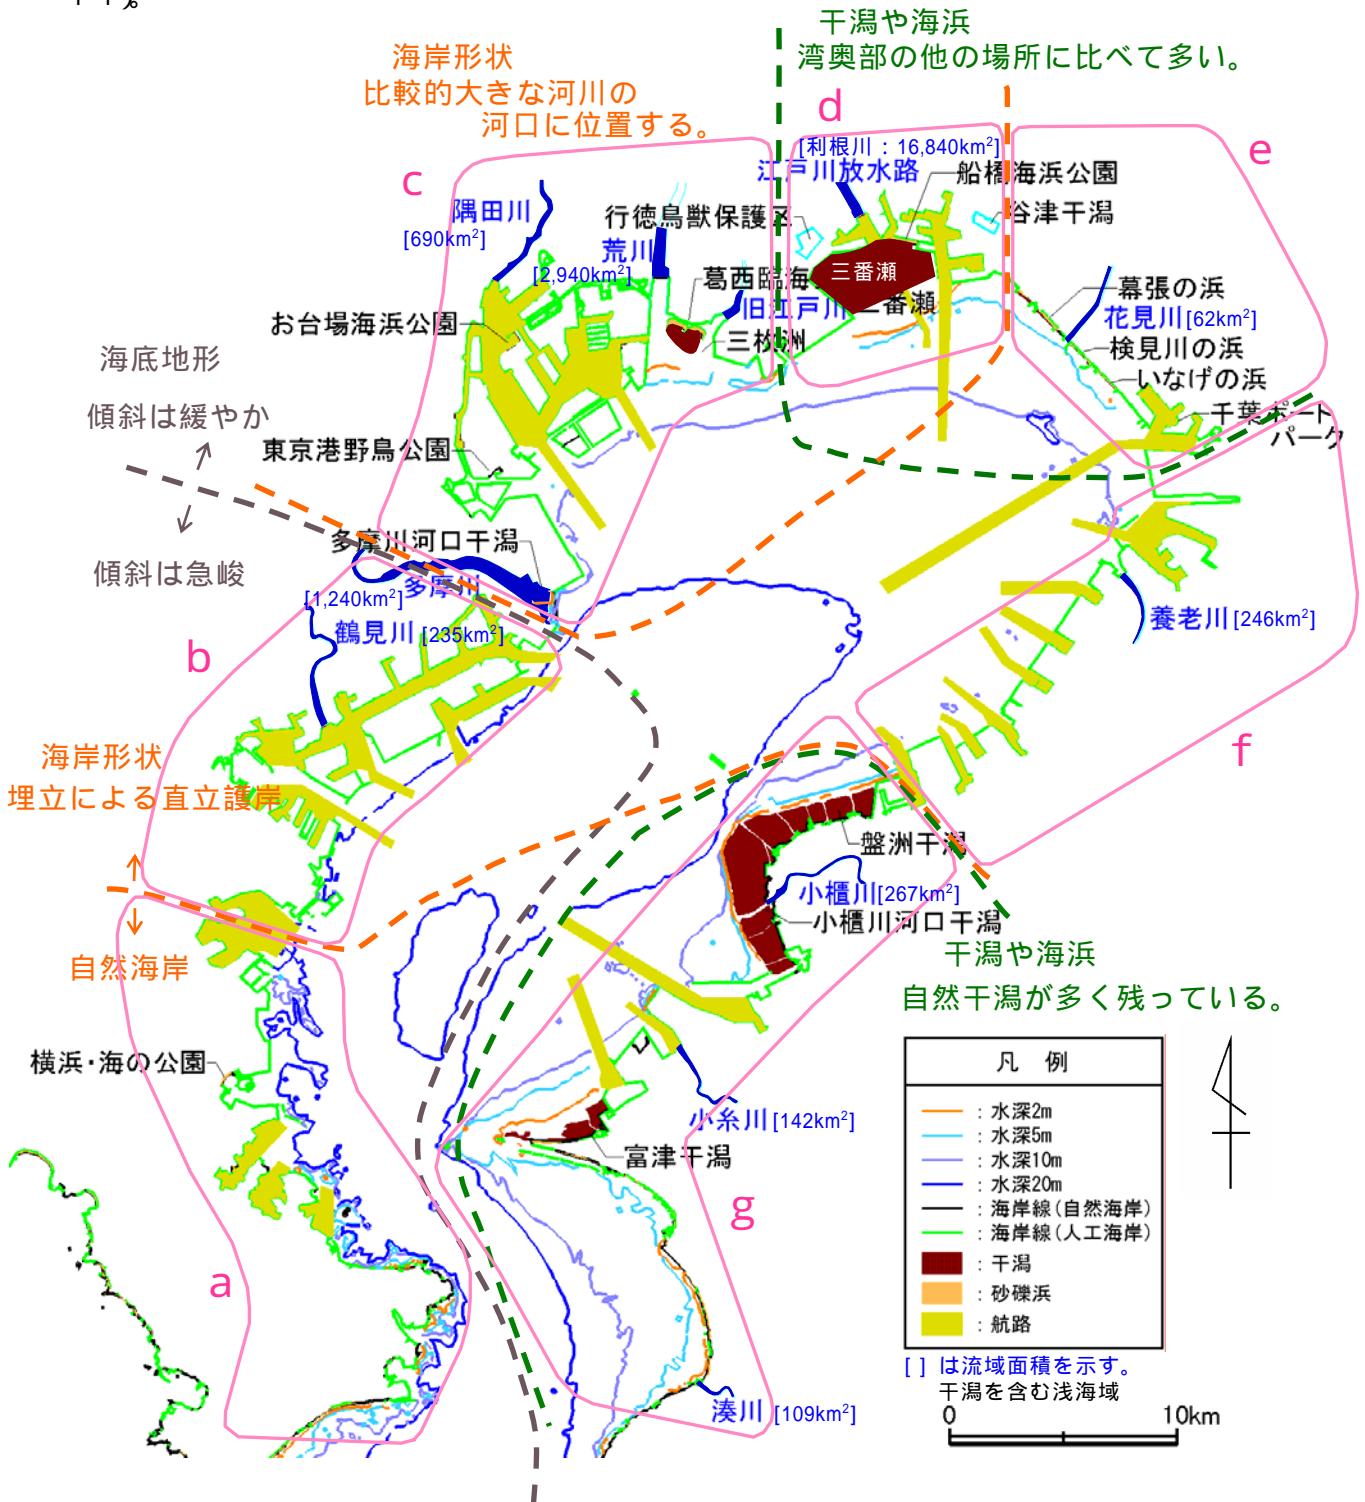 干潟や海浜
湾奥部の他の場所に比べて多い。
海岸形状
比較的大きな河川の
河口に位置する。
d
[利根川：16,840km²]
江戸川放水路
船橋海浜公園
e
c
隅田川
[690km²]
行徳鳥獣保護区
谷津干潟
荒川
[2,940km²]
葛西臨海
三番瀬
旧江戸川
三番瀬
三枚洲
幕張の浜
花見川[62km²]
検見川の浜
いなげの浜
千葉ポート
パーク
お台場海浜公園
海底地形
傾斜は緩やか
東京港野鳥公園
傾斜は急峻
多摩川河口干潟
多摩川
[1,240km²]
鶴見川[235km²]
養老川[246km²]
b
f
海岸形状
埋立による直立護岸
自然海岸
盤洲干潟
小櫃川[267km²]
小櫃川河口干潟
干潟や海浜
自然干潟が多く残っている。
横浜・海の公園
小糸川[142km²]
富津干潟
g
a
湊川[109km²]
凡 例
：水深2m
：水深5m
：水深10m
：水深20m
：海岸線(自然海岸)
：海岸線(人工海岸)
：干潟
：砂礫浜
：航路
[ ] は流域面積を示す。
干潟を含む浅海域
0 10km